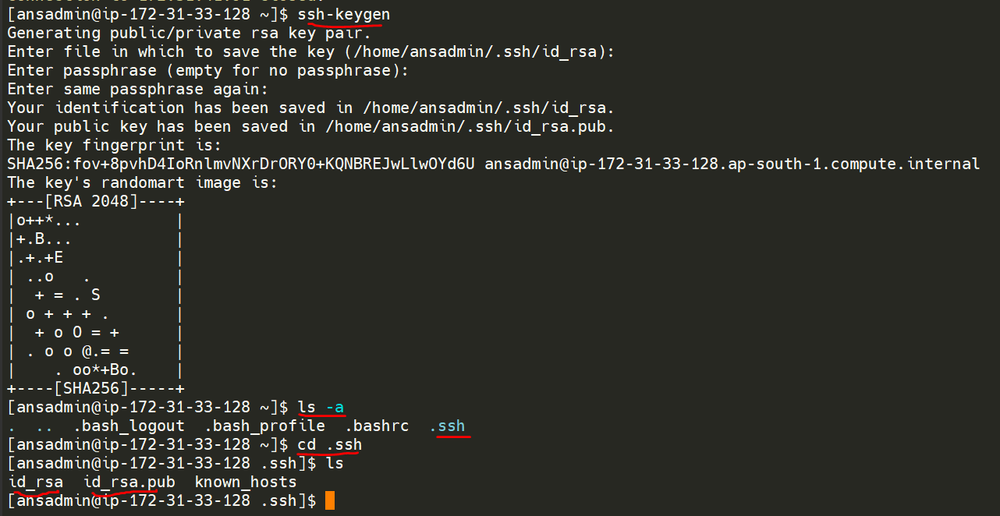 [ansadmin@ip-172-31-33-128 ~]$ ssh-keygen
Generating public/private rsa key pair.
Enter file in which to save the key (/home/ansadmin/.ssh/id_rsa):
Enter passphrase (empty for no passphrase):
Enter same passphrase again:
Your identification has been saved in /home/ansadmin/.ssh/id_rsa.
Your public key has been saved in /home/ansadmin/.ssh/id_rsa.pub.
The key fingerprint is:
SHA256:fov+8pvhD4IoRnlmvNXrDrORY0+KQNBREJwLlwOYd6U ansadmin@ip-172-31-33-128.ap-south-1.compute.internal
The key's randomart image is:
+---[RSA 2048]----+
|o++*...          |
|+.B...           |
|.+.+E            |
| ..o   .         |
|  + = . S        |
| o + + + .       |
|  + o O = +      |
| . o o @.= =     |
|    . oo*+Bo.    |
+----[SHA256]-----+
[ansadmin@ip-172-31-33-128 ~]$ ls -a
.  ..  .bash_logout  .bash_profile  .bashrc  .ssh
[ansadmin@ip-172-31-33-128 ~]$ cd .ssh
[ansadmin@ip-172-31-33-128 .ssh]$ ls
id_rsa  id_rsa.pub  known_hosts
[ansadmin@ip-172-31-33-128 .ssh]$